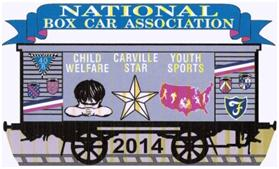 NATIONAL
BOX CAR ASSOCIATION
CHILD WELFARE
CARVILLE STAR
YOUTH SPORTS
2014